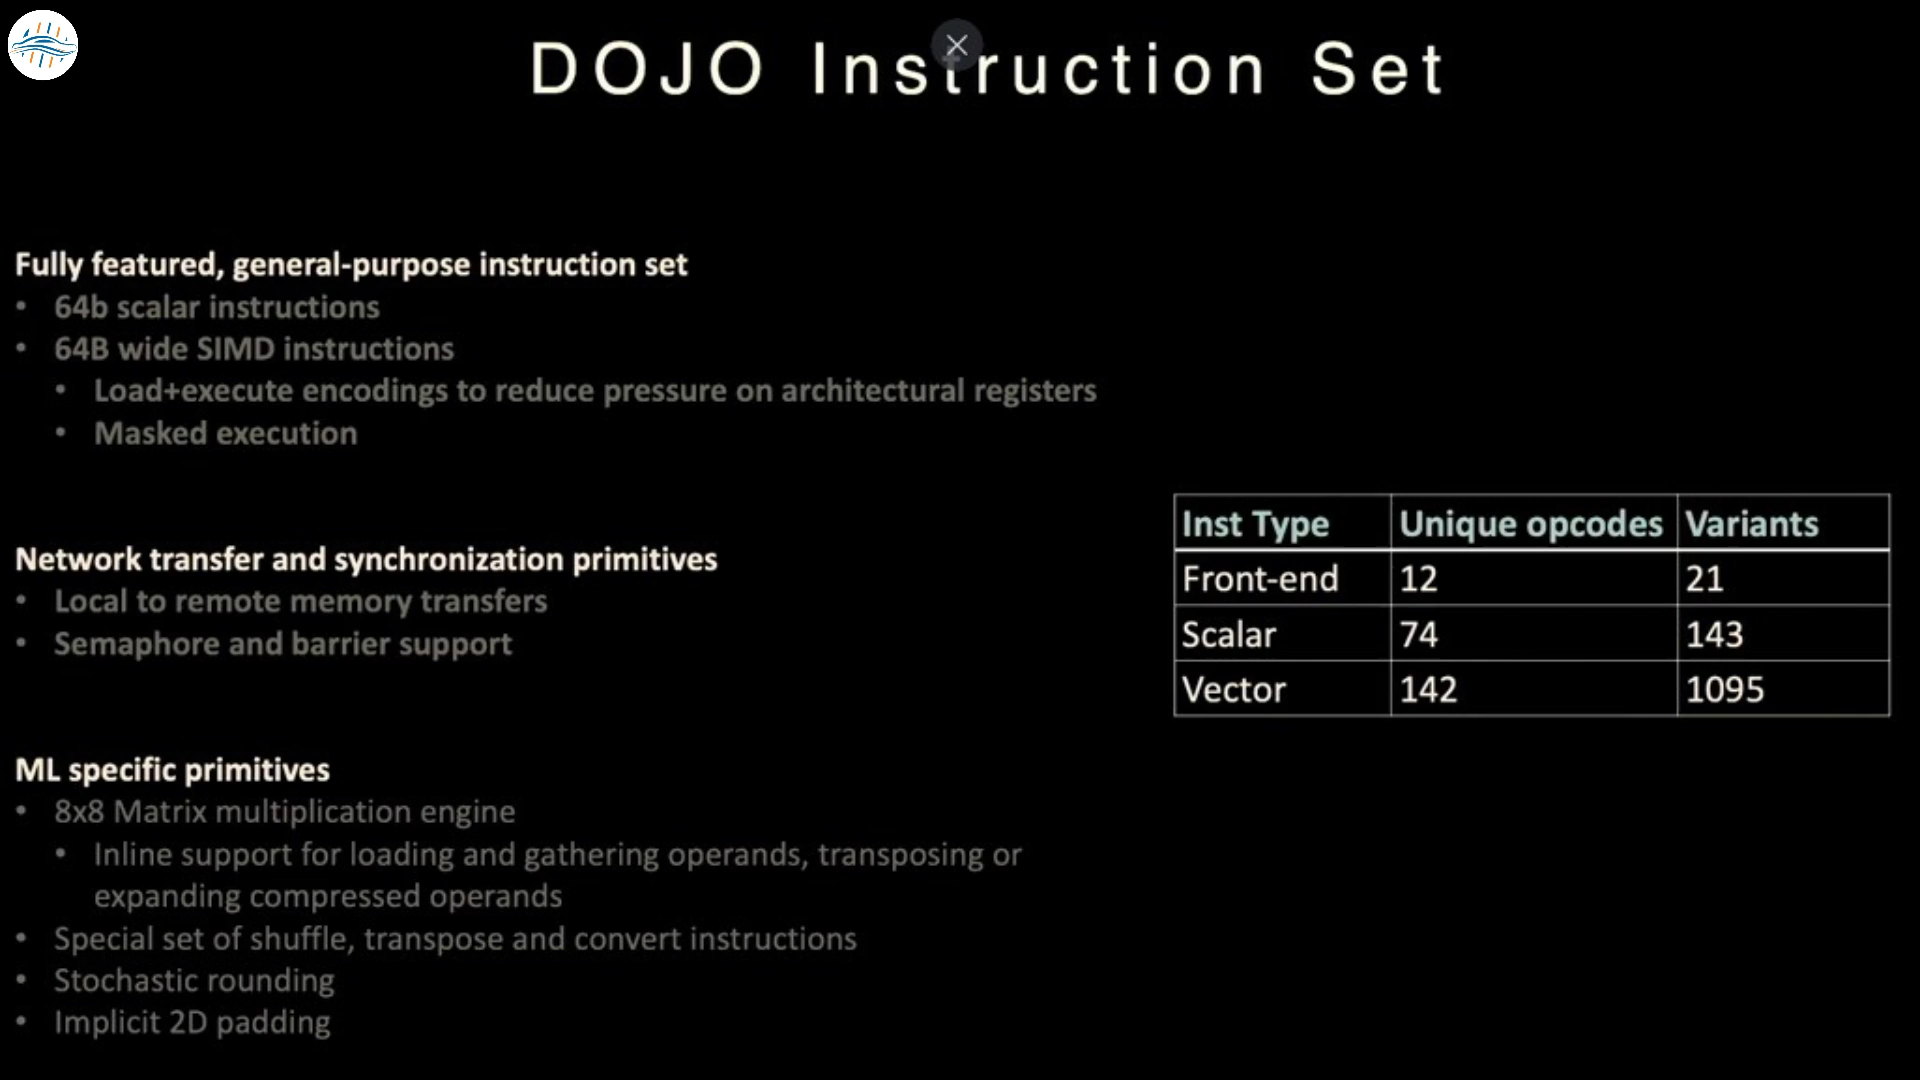 DOJO Instruction Set
Fully featured, general-purpose instruction set
• 64b scalar instructions
• 64B wide SIMD instructions
• Load+execute encodings to reduce pressure on architectural registers
• Masked execution
Network transfer and synchronization primitives
• Local to remote memory transfers
• Semaphore and barrier support
ML specific primitives
• 8x8 Matrix multiplication engine
• Inline support for loading and gathering operands, transposing or
expanding compressed operands
• Special set of shuffle, transpose and convert instructions
• Stochastic rounding
• Implicit 2D padding
Inst Type Unique opcodes Variants
Front-end 12 21
Scalar 74 143
Vector 142 1095